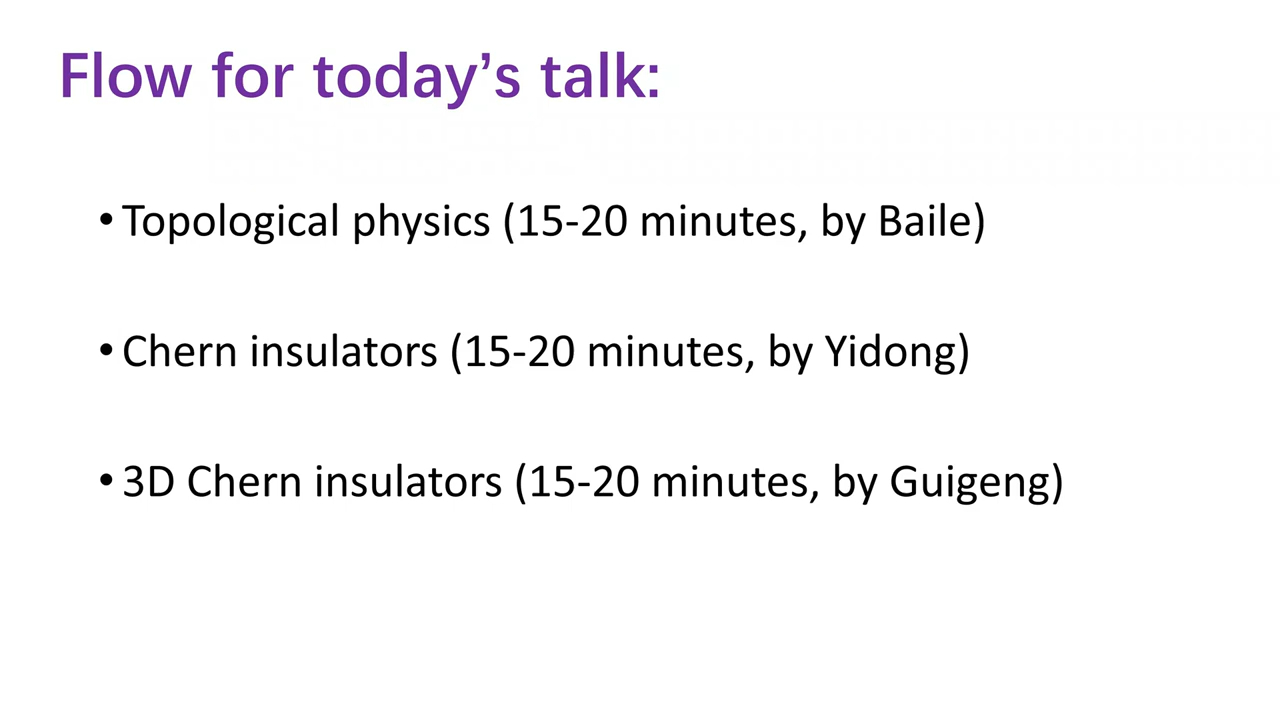 Flow for today’s talk:
• Topological physics (15-20 minutes, by Baile)
• Chern insulators (15-20 minutes, by Yidong)
• 3D Chern insulators (15-20 minutes, by Guigeng)